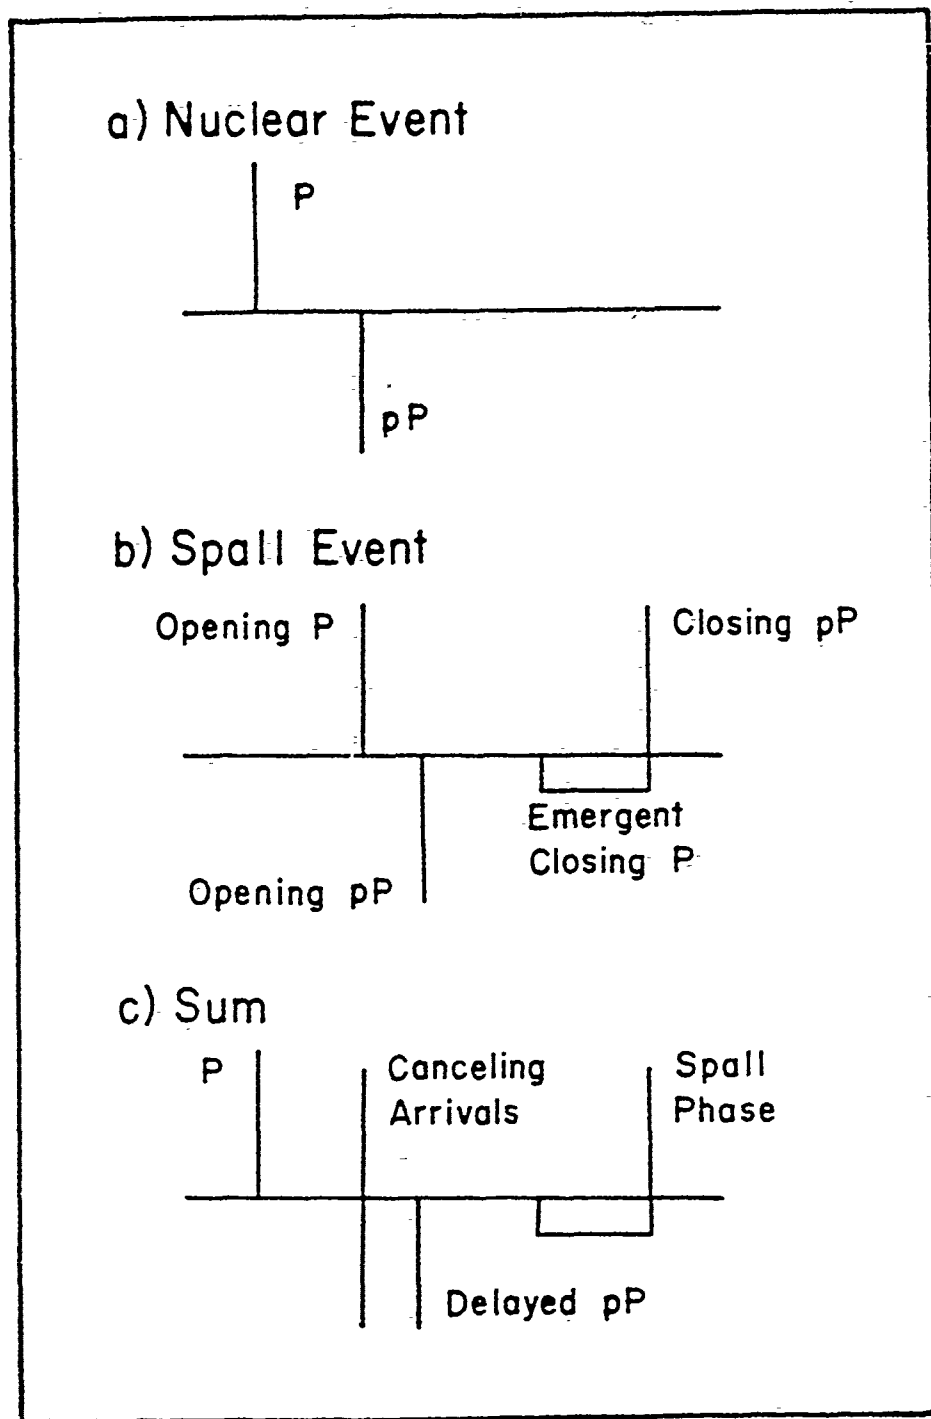 a) Nuclear Event
P
pP
b) Spall Event
Opening P
Closing pP
Emergent
Closing P
Opening pP
c) Sum
P
Canceling
Arrivals
Spall
Phase
Delayed pP